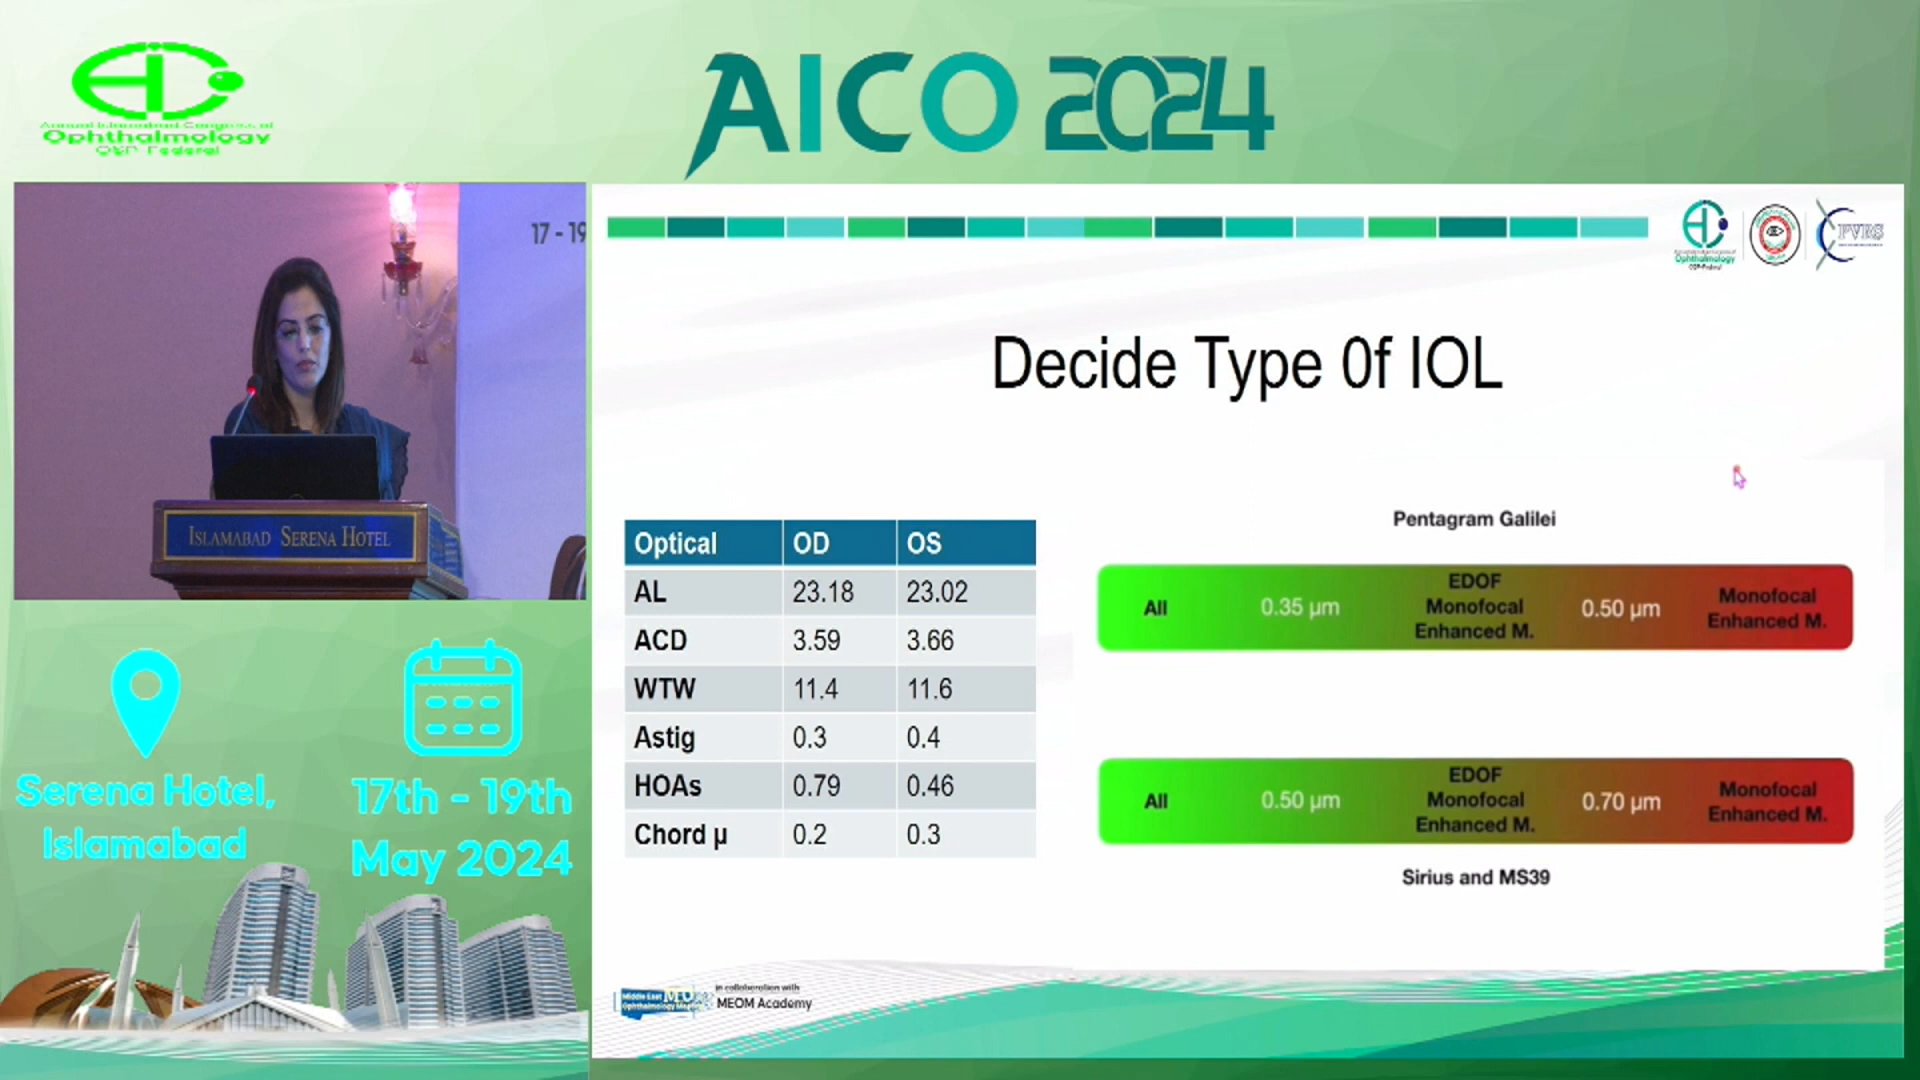 Annual International Congress of
Ophthalmology
OSP Federal
AICO 2024
17 - 19
ISLAMABAD SERENA HOTEL
Serena Hotel,
Islamabad
17th - 19th
May 2024
Ophthalmology
OSP-Federal
PVRS
Decide Type 0f IOL
Optical OD OS
AL 23.18 23.02
ACD 3.59 3.66
WTW 11.4 11.6
Astig 0.3 0.4
HOAs 0.79 0.46
Chord µ 0.2 0.3
Pentagram Galilei
All 0.35 µm EDOF Monofocal Enhanced M. 0.50 µm Monofocal Enhanced M.
All 0.50 µm EDOF Monofocal Enhanced M. 0.70 µm Monofocal Enhanced M.
Sirius and MS39
Middle East
in collaboration with
MEOM Academy